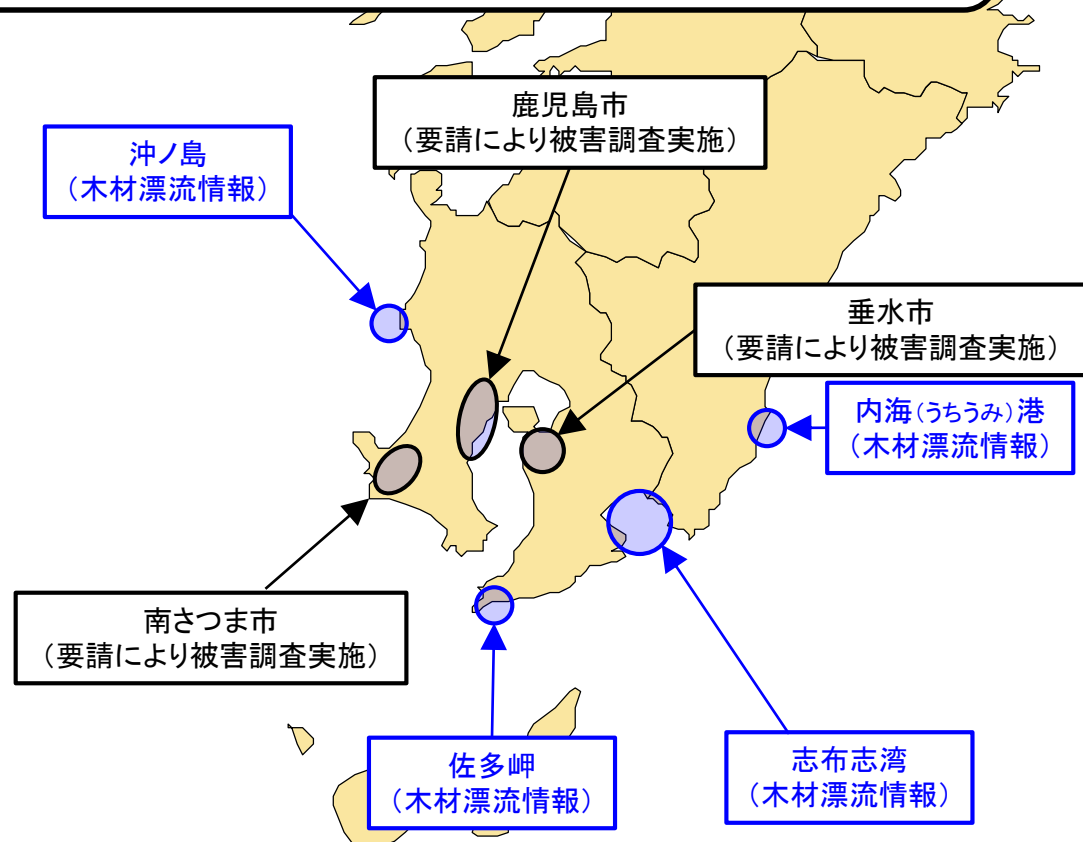 鹿児島市
（要請により被害調査実施）
沖ノ島
（木材漂流情報）
垂水市
（要請により被害調査実施）
内海(うちうみ)港
（木材漂流情報）
南さつま市
（要請により被害調査実施）
佐多岬
（木材漂流情報）
志布志湾
（木材漂流情報）